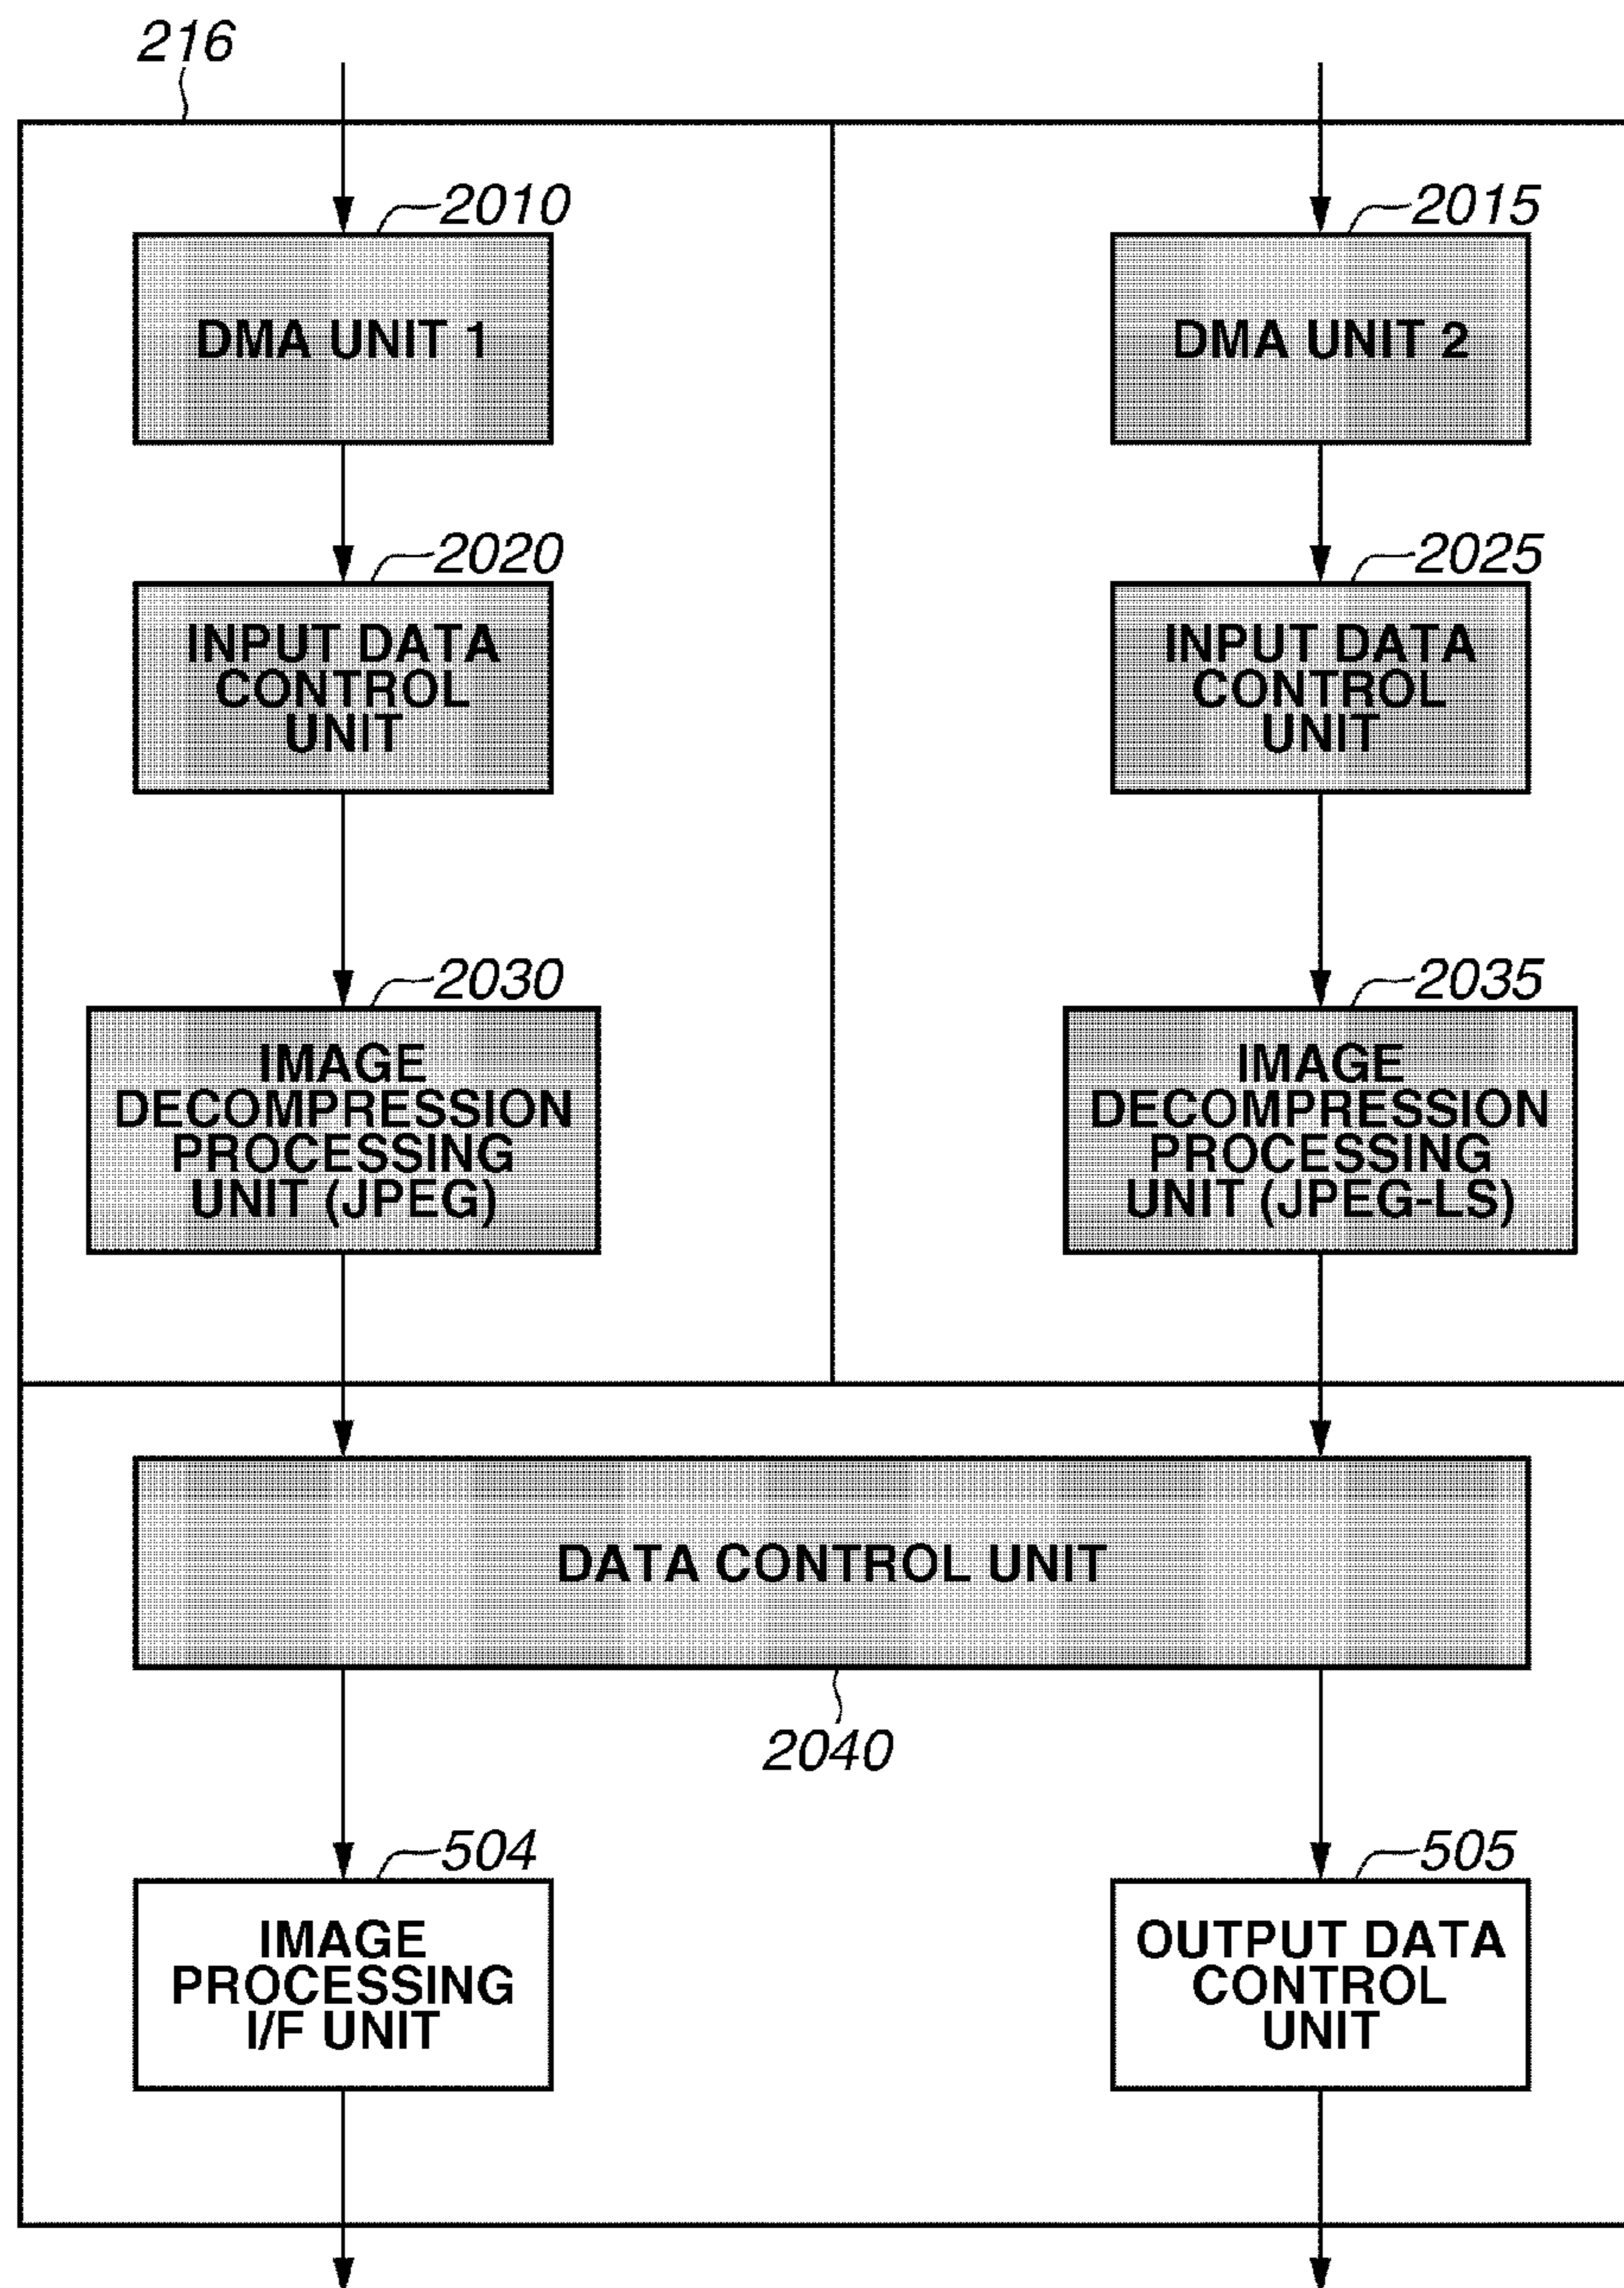 216
2010
2015
DMA UNIT 1
DMA UNIT 2
2020
2025
INPUT DATA
CONTROL
UNIT
INPUT DATA
CONTROL
UNIT
2030
2035
IMAGE
DECOMPRESSION
PROCESSING
UNIT (JPEG)
IMAGE
DECOMPRESSION
PROCESSING
UNIT (JPEG-LS)
DATA CONTROL UNIT
2040
504
505
IMAGE
PROCESSING
I/F UNIT
OUTPUT DATA
CONTROL
UNIT